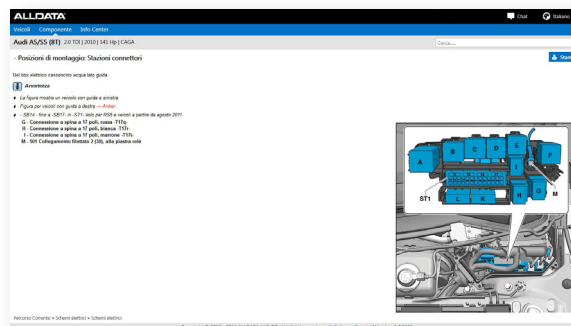 ALLDATA
Chat
Italiano
Veicoli Componente Info Center
Audi A5/S5 (8T) 2.0 TDI | 2010 | 141 Hp | CAGA
Cerca....
- Posizioni di montaggio: Stazioni connettori
Nel box elettrico cassoncino acqua lato guida.
Avvertenza
La figura mostra un veicolo con guida a sinistra.
Figura per veicoli con guida a destra → Anker.
- SB14 - fino a -SB17- in -ST1- solo per RS5 e veicoli a partire da agosto 2011.
G - Connessione a spina a 17 poli, rossa -T17q-
H - Connessione a spina a 17 poli, bianca -T17r-
I - Connessione a spina a 17 poli, marrone -T17t-
M - 501 Collegamento filettato 2 (30), alla piastra relè
A
B
C
D
E
F
I
ST1
L
K
H
G
M
Percorso Corrente: » Schemi elettrici » Schemi elettrici